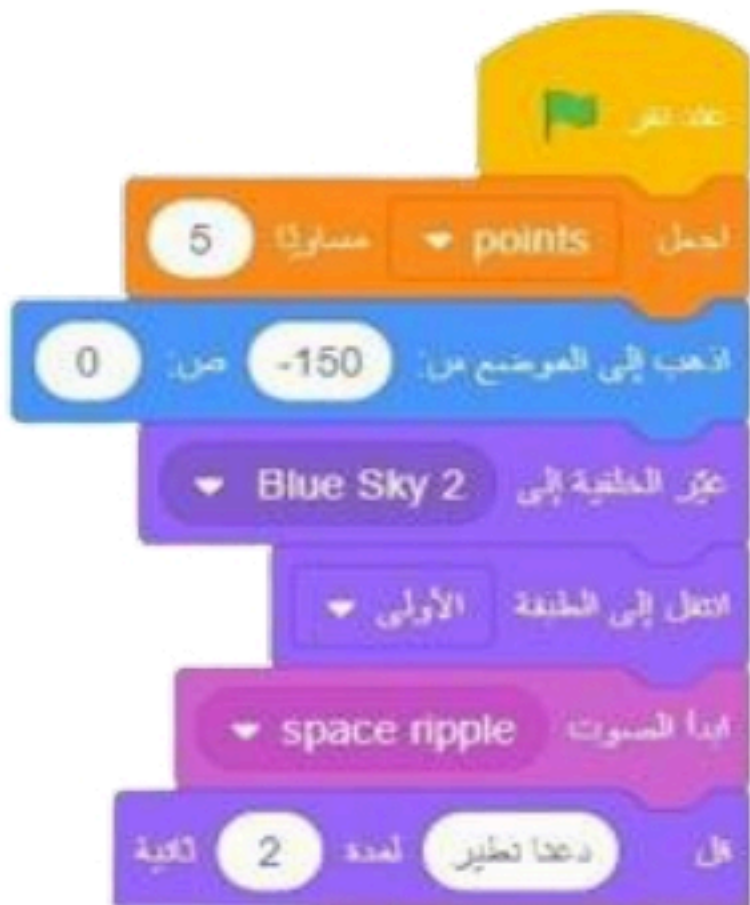 عند نقر
اجعل points مساويًا 5
اذهب إلى الموضع س: -150 ص: 0
غيّر الخلفية إلى Blue Sky 2
انتقل إلى الطبقة الأولى
ابدأ الصوت space ripple
قل دعنا نطير لمدة 2 ثانية